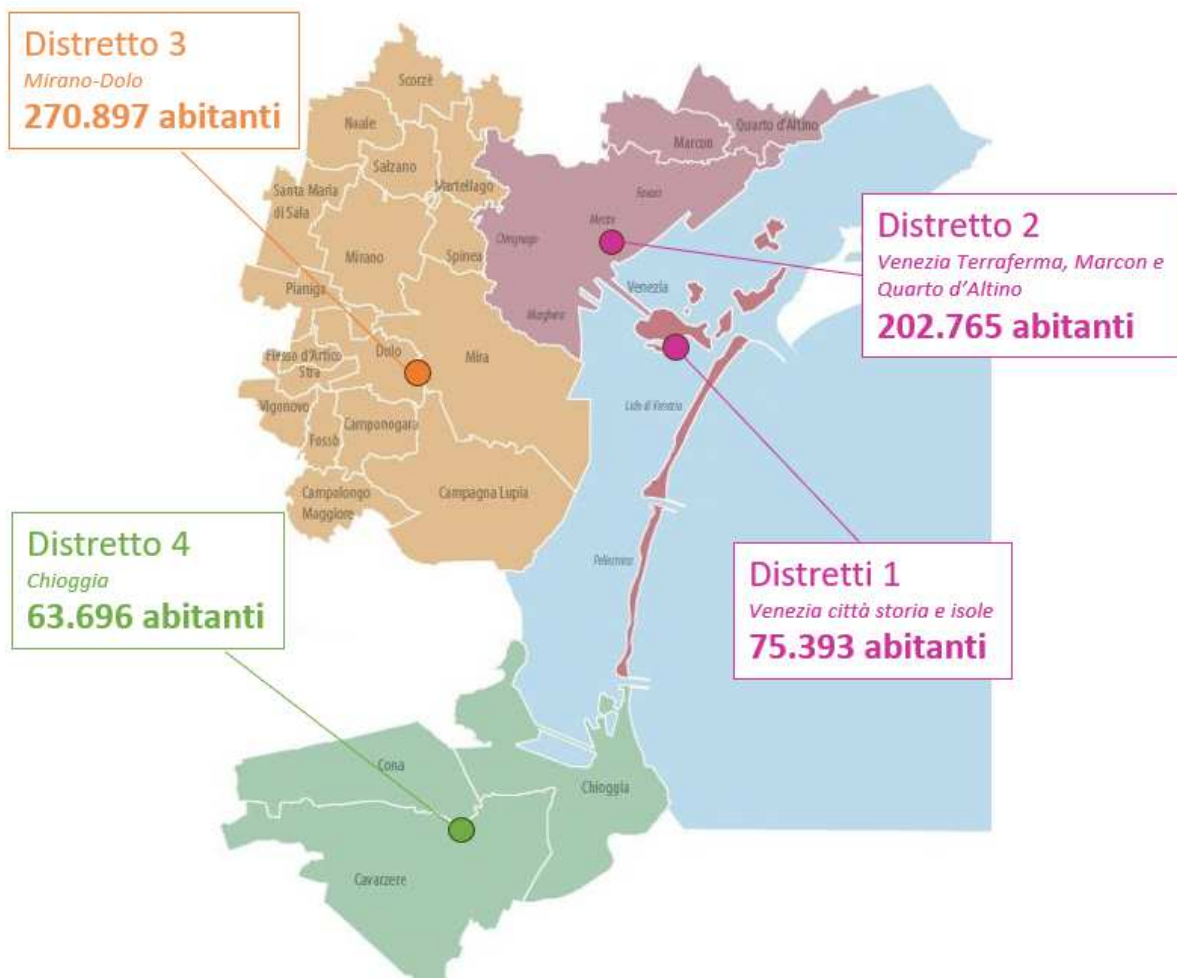 Distretto 3
Mirano-Dolo
270.897 abitanti
Scorzè
Noale
Salzano
Martellago
Santa Maria
di Sala
Mirano
Spinea
Pianiga
Fiesso d'Artico
Stra
Dolo
Mira
Vigonovo
Fossò
Camponogara
Campolongo
Maggiore
Campagna Lupia
Marcon
Quarto d'Altino
Favaro
Mestre
Chirignago
Marghera
Venezia
Lido di Venezia
Pellestrina
Distretto 2
Venezia Terraferma, Marcon e
Quarto d'Altino
202.765 abitanti
Distretti 1
Venezia città storia e isole
75.393 abitanti
Distretto 4
Chioggia
63.696 abitanti
Cona
Chioggia
Cavarzere